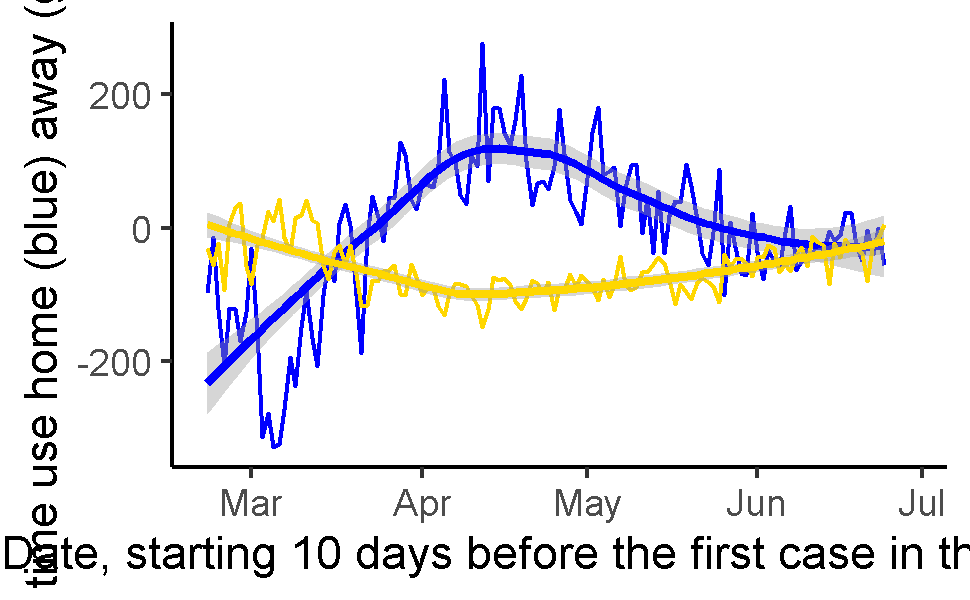 time use home (blue) away (
200
0
-200
Mar Apr May Jun Jul
Date, starting 10 days before the first case in th